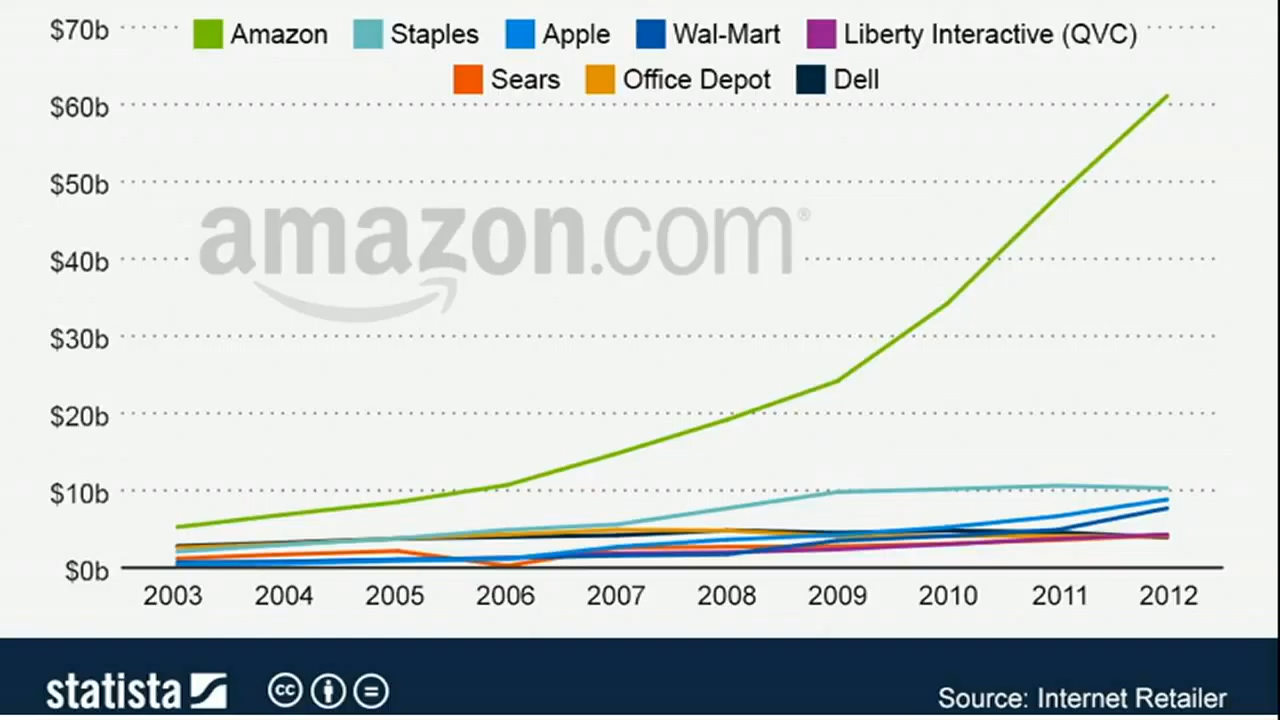 $70b
Amazon Staples Apple Wal-Mart Liberty Interactive (QVC)
Sears Office Depot Dell
$60b
$50b
amazon.com®
$40b
$30b
$20b
$10b
$0b
2003 2004 2005 2006 2007 2008 2009 2010 2011 2012
statista cc
Source: Internet Retailer